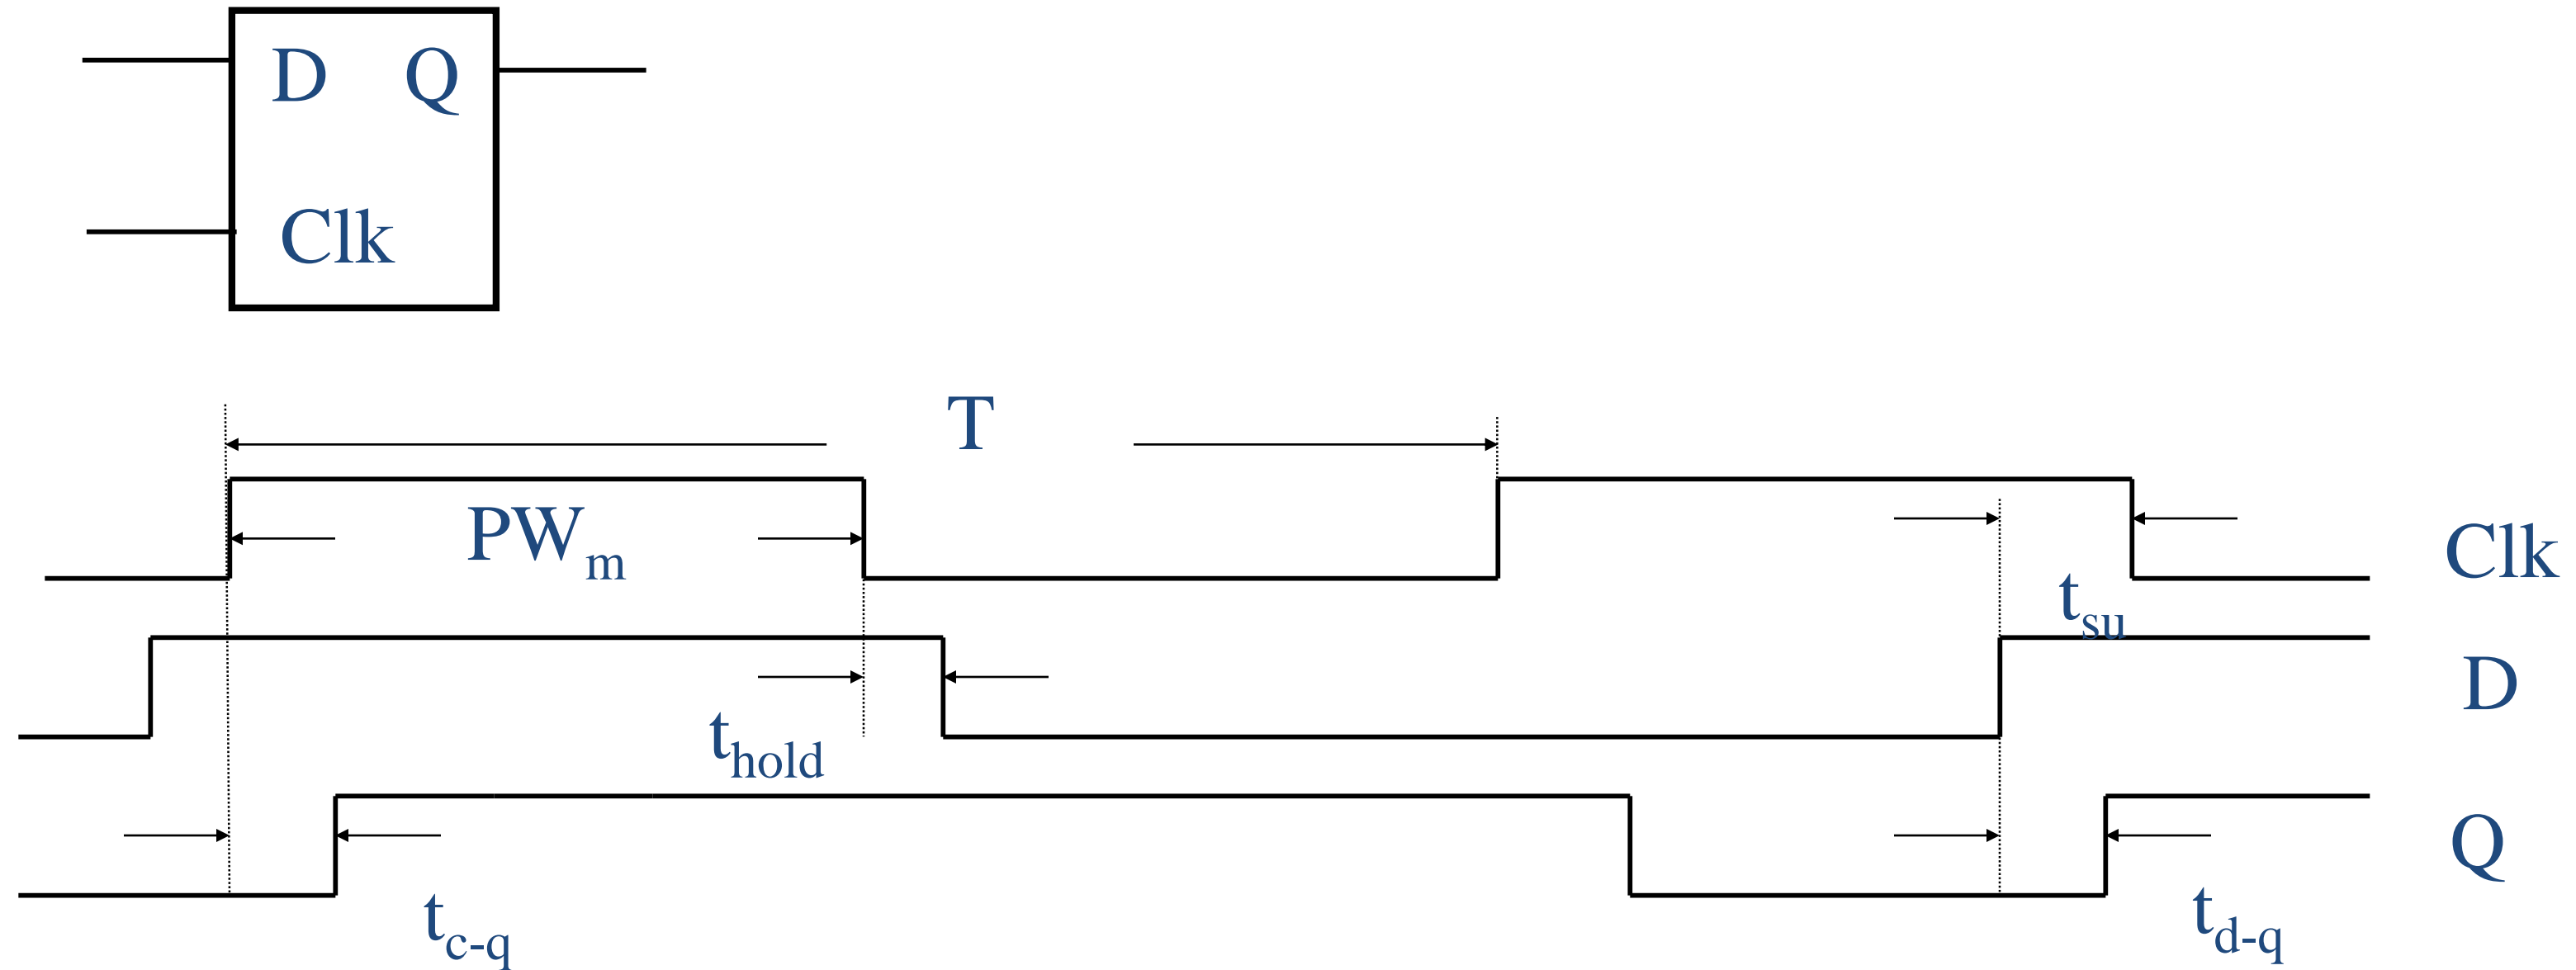 D Q
Clk
T
PWm
Clk
tsu
D
thold
Q
tc-q
td-q